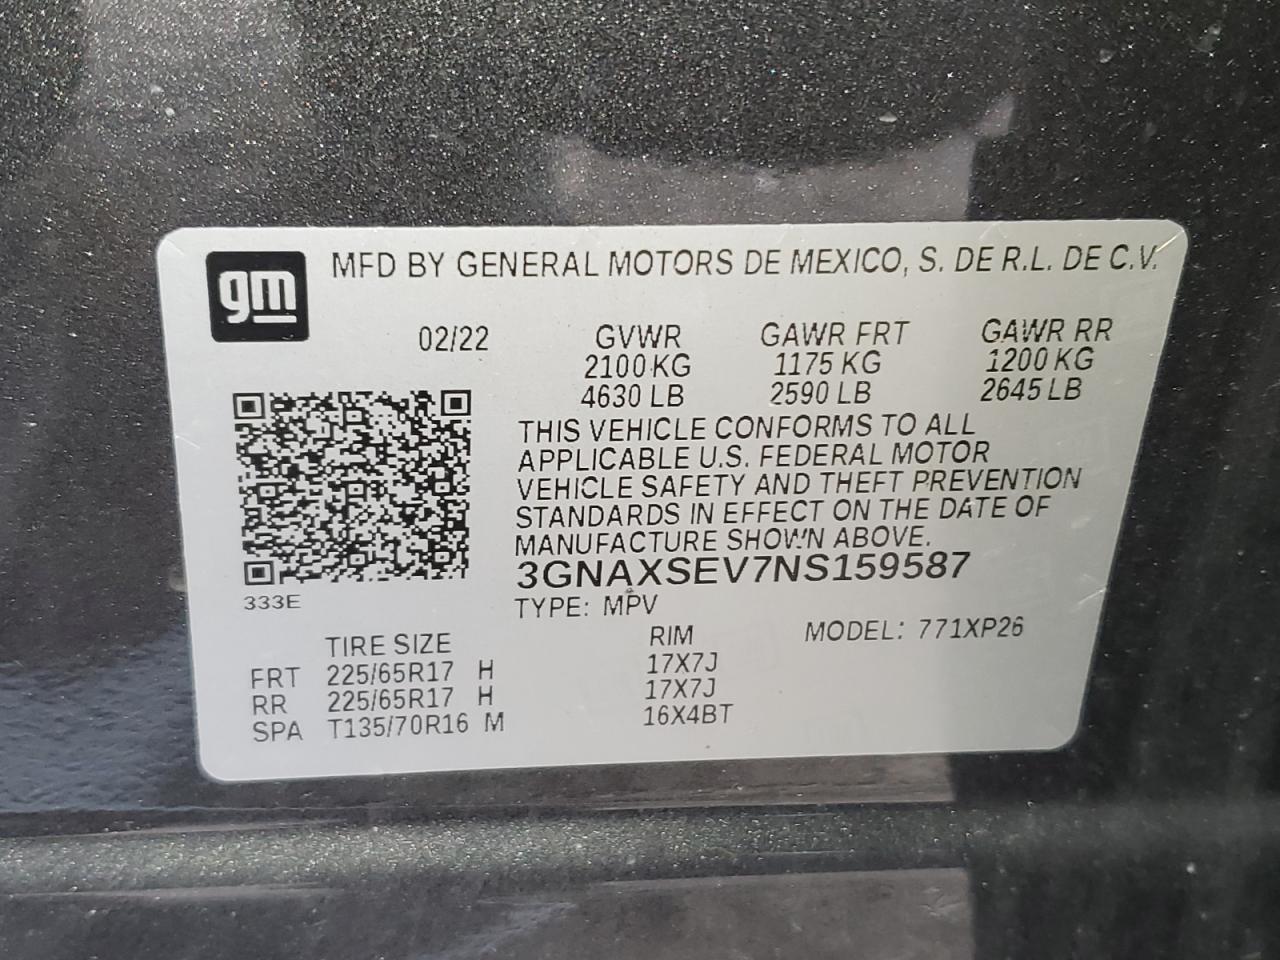 gm
MFD BY GENERAL MOTORS DE MEXICO, S. DE R.L. DE C.V.
02/22 GVWR GAWR FRT GAWR RR
2100 KG 1175 KG 1200 KG
4630 LB 2590 LB 2645 LB
THIS VEHICLE CONFORMS TO ALL
APPLICABLE U.S. FEDERAL MOTOR
VEHICLE SAFETY AND THEFT PREVENTION
STANDARDS IN EFFECT ON THE DATE OF
MANUFACTURE SHOWN ABOVE.
3GNAXSEV7NS159587
333E
TYPE: MPV
TIRE SIZE RIM MODEL: 771XP26
FRT 225/65R17 H 17X7J
RR 225/65R17 H 17X7J
SPA T135/70R16 M 16X4BT